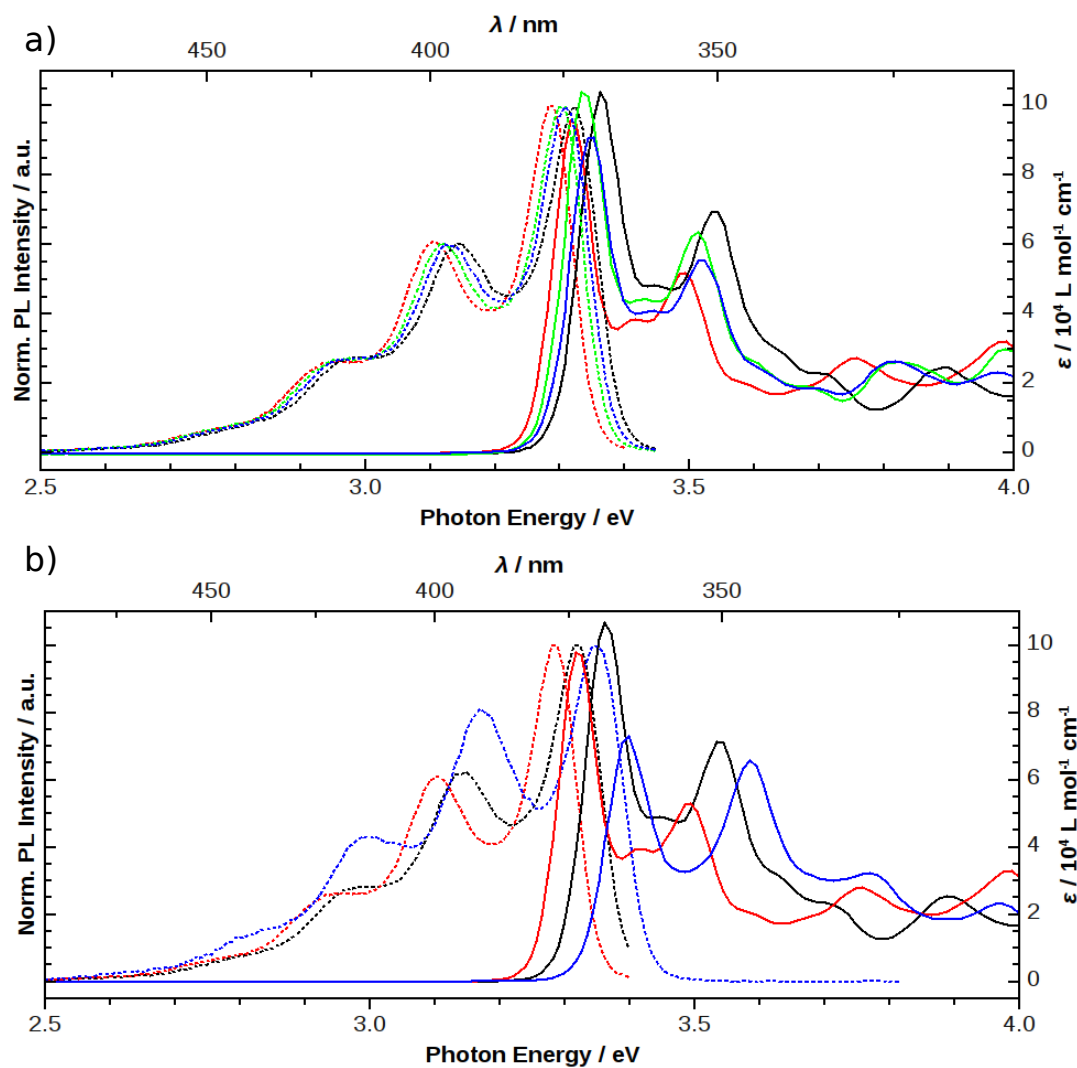 a)
λ / nm
450 400 350
Norm. PL Intensity / a.u.
10
8
6
4
2
0
ε / 10⁴ L mol⁻¹ cm⁻¹
2.5 3.0 3.5 4.0
Photon Energy / eV
b)
λ / nm
450 400 350
Norm. PL Intensity / a.u.
10
8
6
4
2
0
ε / 10⁴ L mol⁻¹ cm⁻¹
2.5 3.0 3.5 4.0
Photon Energy / eV